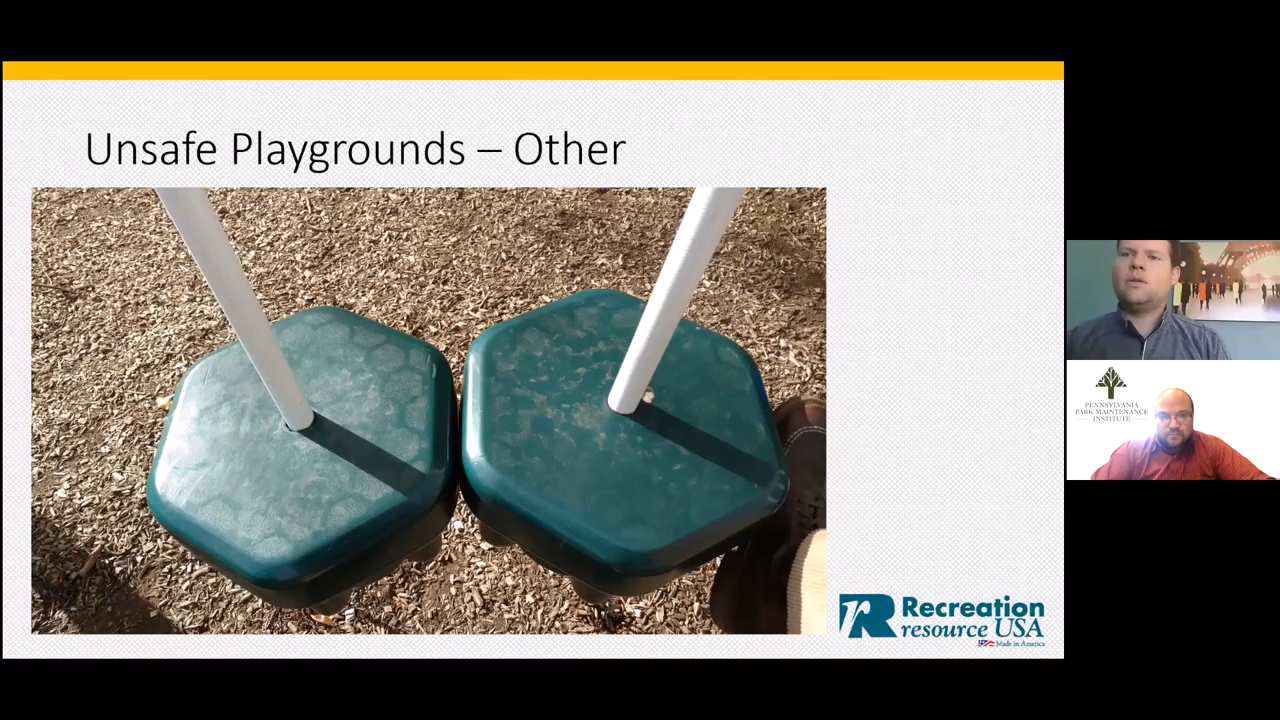 Unsafe Playgrounds – Other
Recreation
resource USA
Made in America
PENNSYLVANIA
PARK MAINTENANCE
INSTITUTE